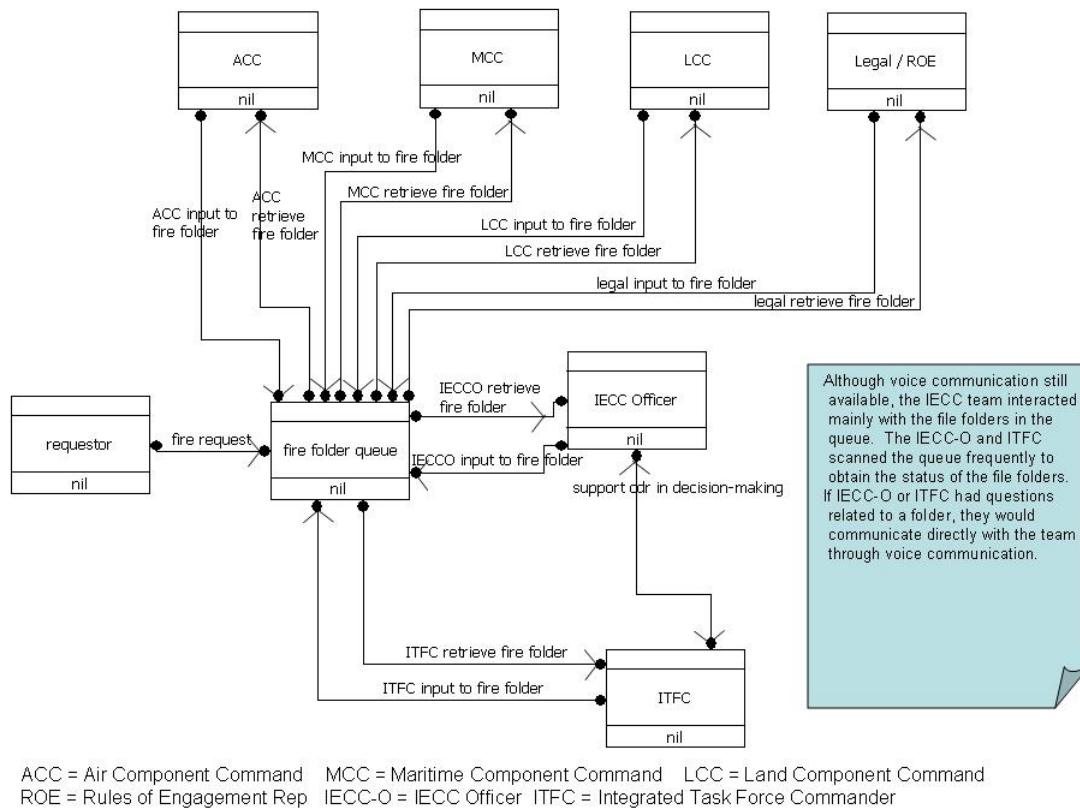 ACC
nil
MCC
nil
LCC
nil
Legal / ROE
nil
MCC input to fire folder
MCC retrieve fire folder
ACC input to
fire folder
ACC
retrieve
fire folder
LCC input to fire folder
LCC retrieve fire folder
legal input to fire folder
legal retrieve fire folder
requestor
nil
fire request
fire folder queue
nil
IECCO retrieve
fire folder
IECCO input to fire folder
IECC Officer
nil
support cdr in decision-making
ITFC retrieve fire folder
ITFC input to fire folder
ITFC
nil
Although voice communication still
available, the IECC team interacted
mainly with the file folders in the
queue. The IECC-O and ITFC
scanned the queue frequently to
obtain the status of the file folders.
If IECC-O or ITFC had questions
related to a folder, they would
communicate directly with the team
through voice communication.
ACC = Air Component Command MCC = Maritime Component Command LCC = Land Component Command
ROE = Rules of Engagement Rep IECC-O = IECC Officer ITFC = Integrated Task Force Commander